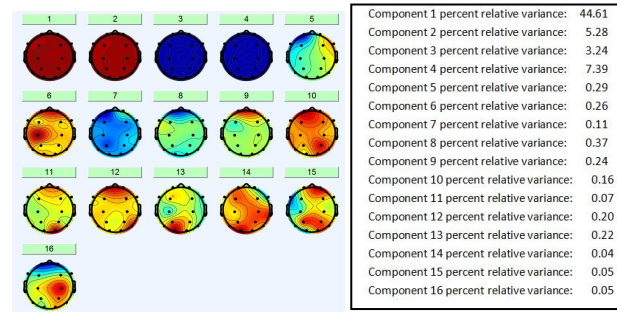 1 2 3 4 5
6 7 8 9 10
11 12 13 14 15
16
Component 1 percent relative variance: 44.61
Component 2 percent relative variance: 5.28
Component 3 percent relative variance: 3.24
Component 4 percent relative variance: 7.39
Component 5 percent relative variance: 0.29
Component 6 percent relative variance: 0.26
Component 7 percent relative variance: 0.11
Component 8 percent relative variance: 0.37
Component 9 percent relative variance: 0.24
Component 10 percent relative variance: 0.16
Component 11 percent relative variance: 0.07
Component 12 percent relative variance: 0.20
Component 13 percent relative variance: 0.22
Component 14 percent relative variance: 0.04
Component 15 percent relative variance: 0.05
Component 16 percent relative variance: 0.05